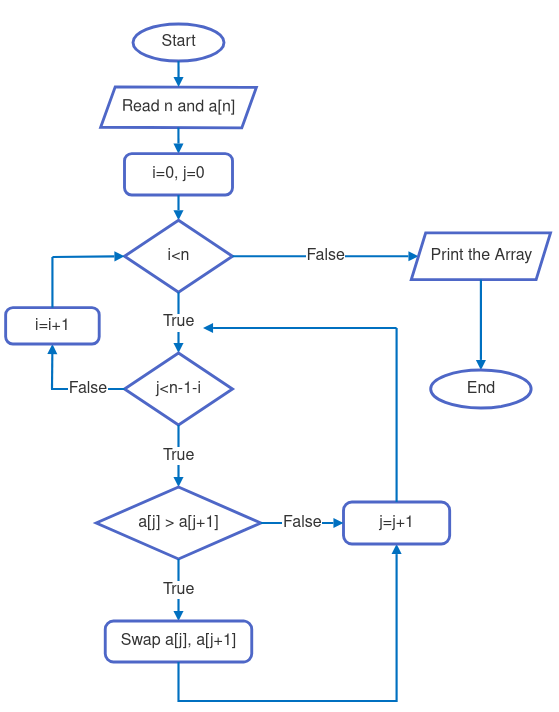 Start
Read n and a[n]
i=0, j=0
i<n
False
Print the Array
True
i=i+1
j<n-1-i
False
End
True
a[j] > a[j+1]
False
j=j+1
True
Swap a[j], a[j+1]